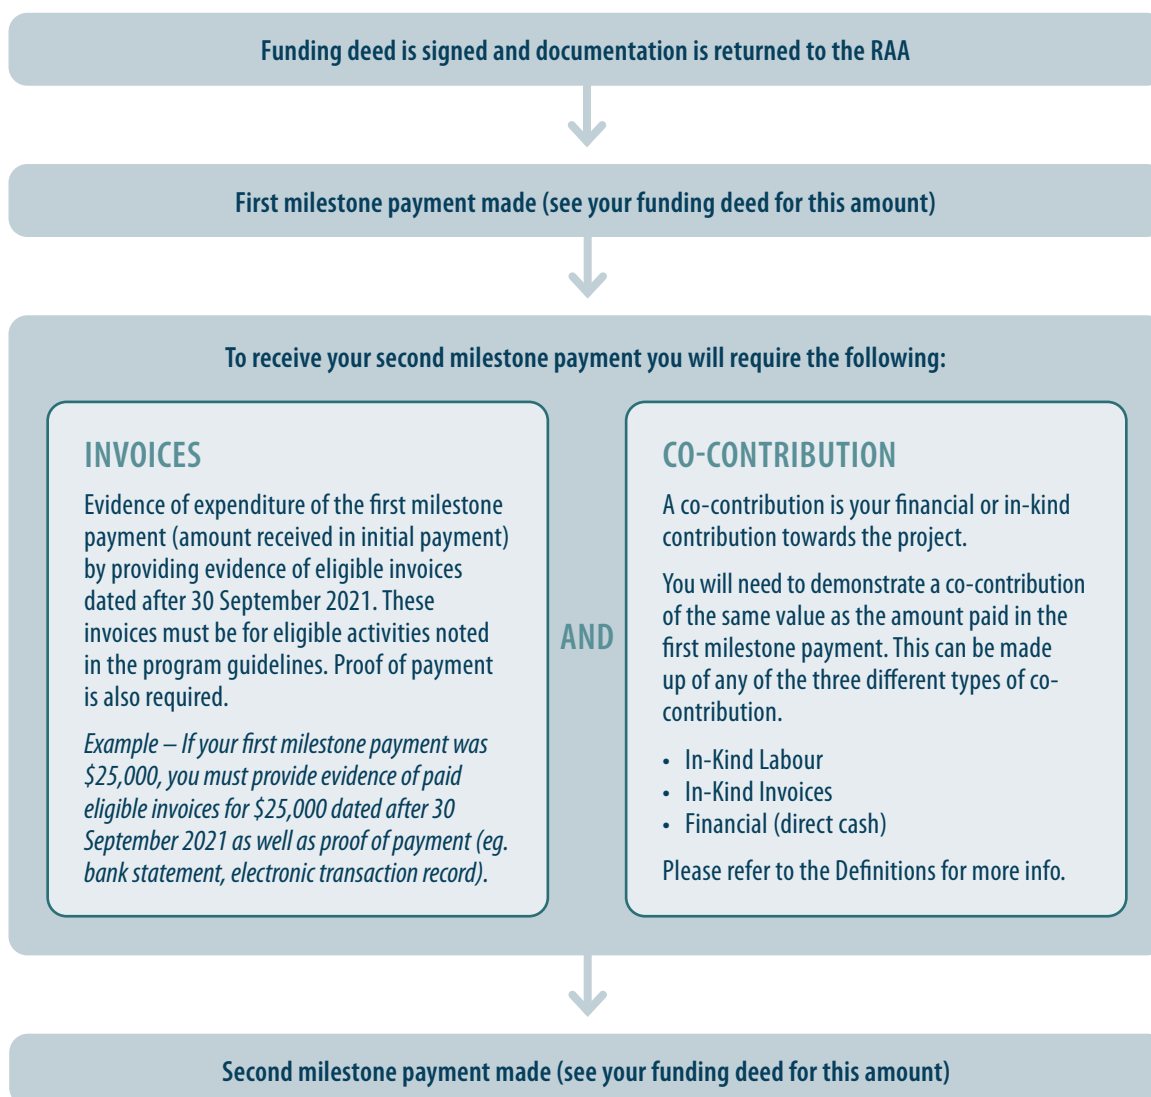 Funding deed is signed and documentation is returned to the RAA
First milestone payment made (see your funding deed for this amount)
To receive your second milestone payment you will require the following:
INVOICES
Evidence of expenditure of the first milestone
payment (amount received in initial payment)
by providing evidence of eligible invoices
dated after 30 September 2021. These
invoices must be for eligible activities noted
in the program guidelines. Proof of payment
is also required.
Example – If your first milestone payment was
$25,000, you must provide evidence of paid
eligible invoices for $25,000 dated after 30
September 2021 as well as proof of payment (eg.
bank statement, electronic transaction record).
AND
CO-CONTRIBUTION
A co-contribution is your financial or in-kind
contribution towards the project.
You will need to demonstrate a co-contribution
of the same value as the amount paid in the
first milestone payment. This can be made
up of any of the three different types of co-
contribution.
• In-Kind Labour
• In-Kind Invoices
• Financial (direct cash)
Please refer to the Definitions for more info.
Second milestone payment made (see your funding deed for this amount)